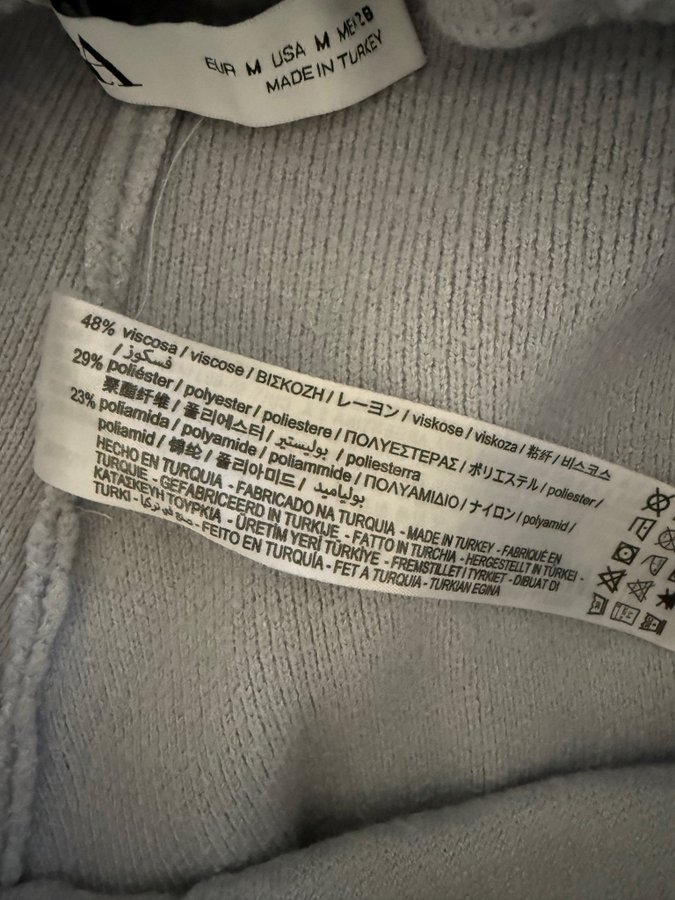 A
EUR M USA M MEX 28
MADE IN TURKEY
48% viscosa / viscose / ΒΙΣΚΟΖΗ / レーヨン / viskose / viskoza / 粘纤 / 비스코스
/ فسكوز
29% poliéster / polyester / poliestere / ΠΟΛΥΕΣΤΕΡΑΣ / ポリエステル / poliester /
聚酯纤维 / 폴리에스터 / بوليستير / poliesterra
23% poliamida / polyamide / poliammide / ΠΟΛΥΑΜΙΔΙΟ / ナイロン / polyamid /
poliamid / 锦纶 / 폴리아미드 / بولياميد
HECHO EN TURQUIA - FABRICADO NA TURQUIA - MADE IN TURKEY - FABRIQUÉ EN
TURQUIE - GEFABRICEERD IN TURKIJE - FATTO IN TURCHIA - HERGESTELLT IN TÜRKEI -
ΚΑΤΑΣΚΕΥΗ ΤΟΥΡΚΙΑ - ÜRETİM YERİ TÜRKİYE - FREMSTILLET I TYRKIET - DIBUAT DI
TURKI - صنع في تركيا - FEITO EN TURQUÍA - FET A TURQUIA - TURKIAN EGINA